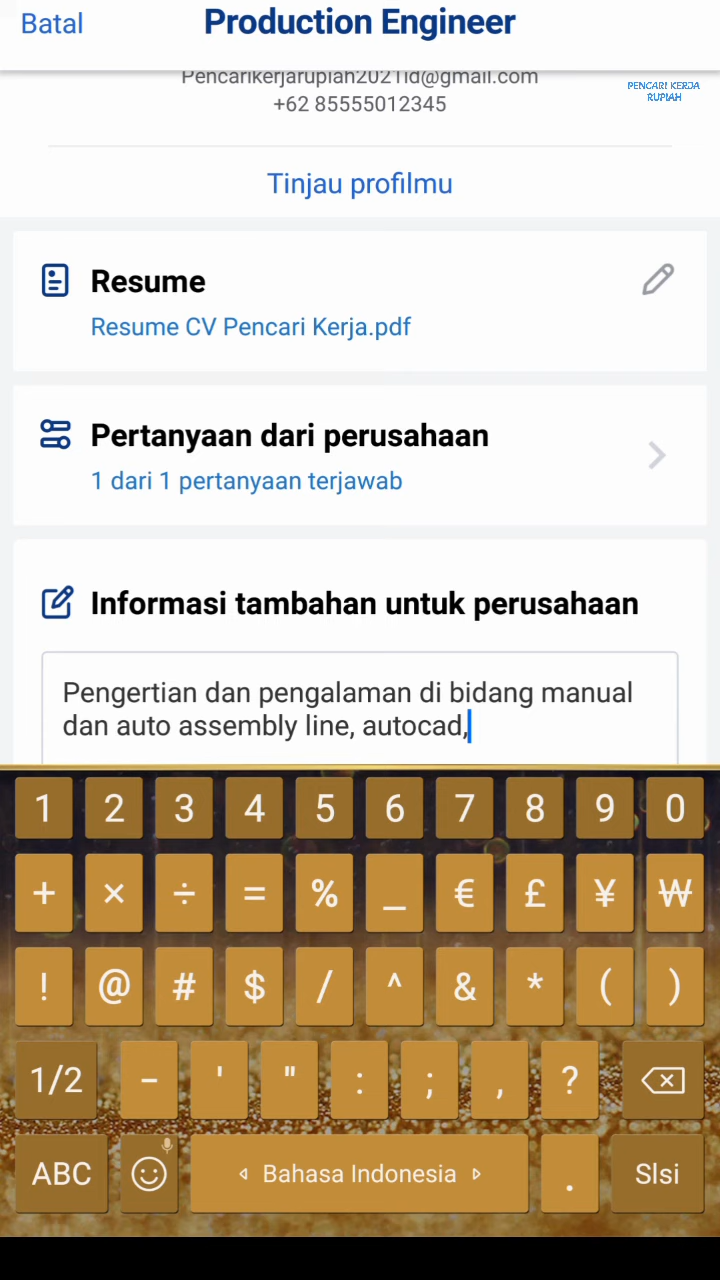 Batal
Production Engineer
Pencarikerjarupiah2021id@gmail.com
+62 85555012345
PENCARI KERJA
RUPIAH
Tinjau profilmu
Resume
Resume CV Pencari Kerja.pdf
Pertanyaan dari perusahaan
1 dari 1 pertanyaan terjawab
Informasi tambahan untuk perusahaan
Pengertian dan pengalaman di bidang manual
dan auto assembly line, autocad,
1 2 3 4 5 6 7 8 9 0
+ × ÷ = % _ € £ ¥ ₩
! @ # $ / ^ & * ( )
1/2 - ' " : ; , ?
ABC Bahasa Indonesia . Slsi